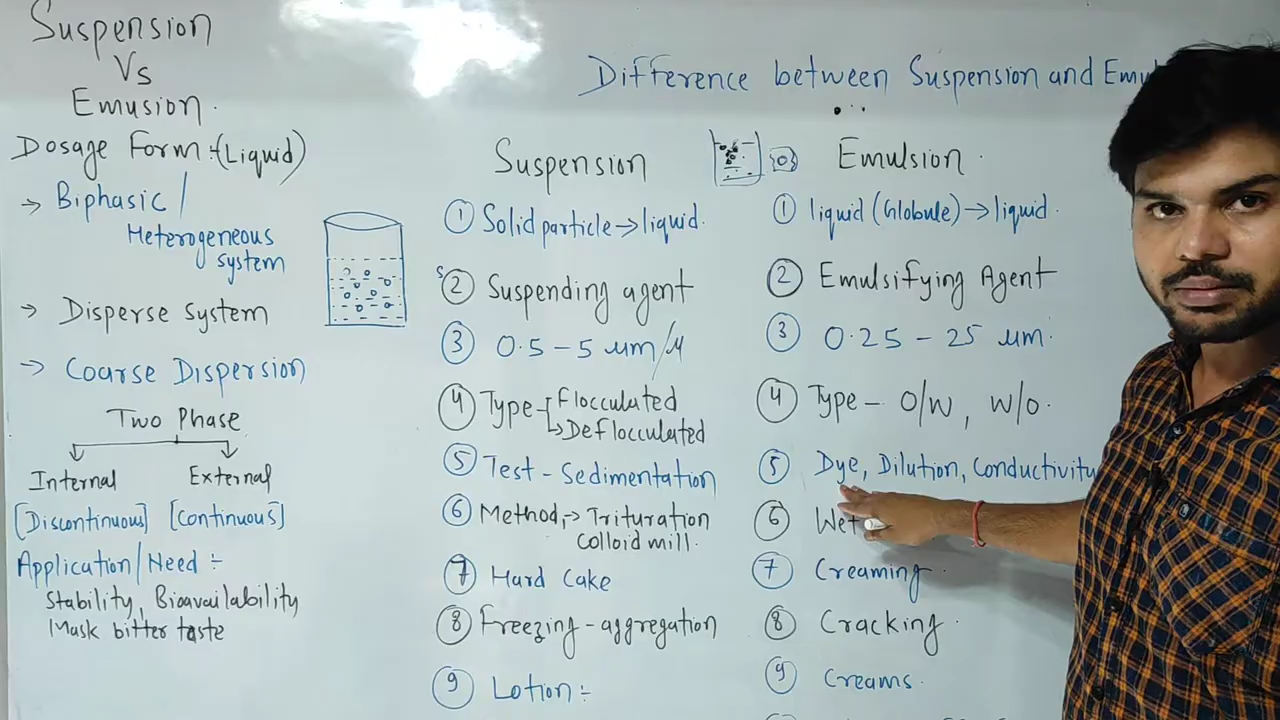 Suspension
Vs
Emusion.
Dosage Form:-(Liquid)
→ Biphasic /
Heterogeneous
system
→ Disperse system
→ Coarse Dispersion
Two Phase
Internal External
[Discontinuous] [Continuous]
Application/Need :-
Stability, Bioavailability
Mask bitter taste
Difference between Suspension and Emu
Suspension
① Solid particle → liquid.
s
② Suspending agent
③ 0.5 - 5 um/μ
④ Type - Flocculated
→ Deflocculated
⑤ Test - Sedimentation
⑥ Method, → Trituration
Colloid mill.
⑦ Hard Cake
⑧ Freezing - aggregation
⑨ Lotion :-
Emulsion.
① liquid (Globule) → liquid.
② Emulsifying Agent
③ 0.25 - 25 um.
④ Type - O/W, W/O.
⑤ Dye, Dilution, Conductivity
⑥ Wet
⑦ Creaming.
⑧ Cracking.
⑨ Creams.